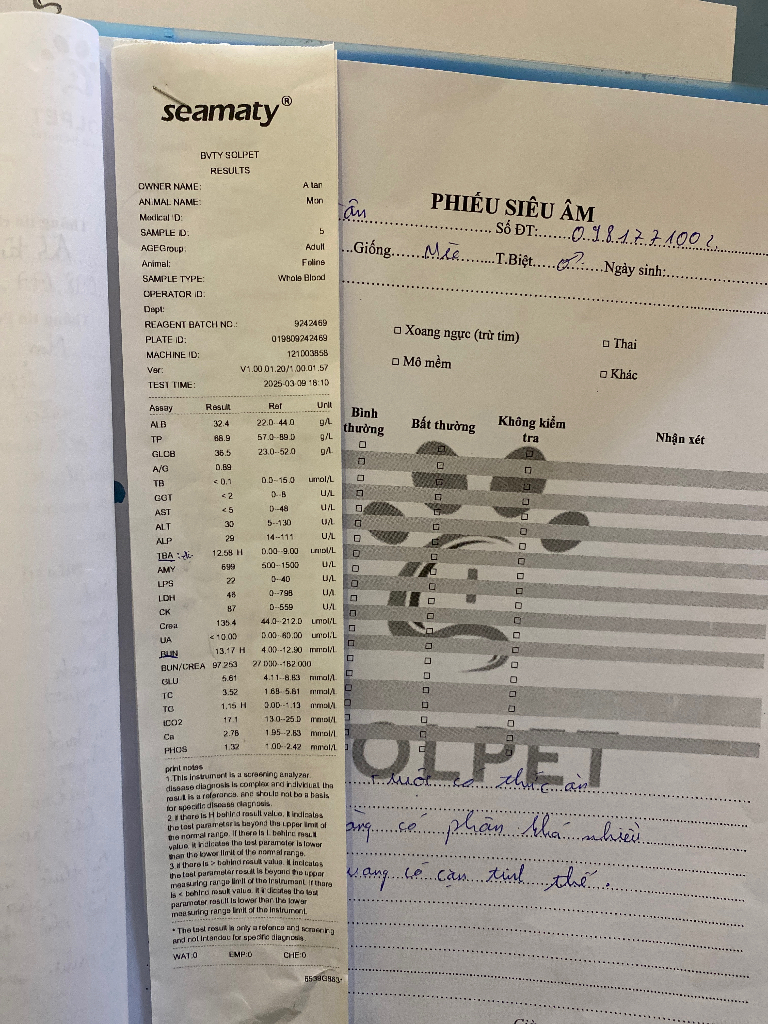 seamaty®
BVTY SOLPET
RESULTS
OWNER NAME: A tan
ANIMAL NAME: Mon
Medical ID:
SAMPLE ID: 5
AGEGroup: Adult
Animal: Feline
SAMPLE TYPE: Whole Blood
OPERATOR ID:
Dept:
REAGENT BATCH NO.: 9242469
PLATE ID: 019809242469
MACHINE ID: 121003858
Ver: V1.00.01.20/1.00.01.57
TEST TIME: 2025-03-09 18:10
Assay Result Ref Unit
ALB 32.4 22.0--44.0 g/L
TP 68.9 57.0--89.0 g/L
GLOB 36.5 23.0--52.0 g/L
A/G 0.89
TB < 0.1 0.0--15.0 umol/L
GGT < 2 0--8 U/L
AST < 5 0--48 U/L
ALT 30 5--130 U/L
ALP 29 14--111 U/L
TBA 12.58 H 0.00--9.00 umol/L
AMY 699 500--1500 U/L
LPS 22 0--40 U/L
LDH 48 0--798 U/L
CK 87 0--559 U/L
Crea 135.4 44.0--212.0 umol/L
UA < 10.00 0.00--60.00 umol/L
BUN 13.17 H 4.00--12.90 mmol/L
BUN/CREA 97.253 27.000--182.000
GLU 5.61 4.11--8.83 mmol/L
TC 3.52 1.68--5.81 mmol/L
TG 1.15 H 0.00--1.13 mmol/L
tCO2 17.1 13.0--25.0 mmol/L
Ca 2.78 1.95--2.83 mmol/L
PHOS 1.32 1.00--2.42 mmol/L
print notes
1.This instrument is a screening analyzer.
disease diagnosis is complex and individual, the
result is a reference, and should not be a basis
for specific disease diagnosis.
2.If there is H behind result value, it indicates
the test parameter is beyond the upper limit of
the normal range. If there is L behind result
value, it indicates the test parameter is lower
than the lower limit of the normal range.
3.If there is > behind result value, it indicates
the test parameter result is beyond the upper
measuring range limit of the instrument. If there
is < behind result value, it indicates the test
parameter result is lower then the lower
measuring range limit of the instrument.
* The test result is only a refence and screening
and not intended for specific diagnosis.
WAT:0 EMP:0 CHE:0
PHIẾU SIÊU ÂM
ân Số ĐT: 0981771002
Giống Mèo T.Biệt ♂ Ngày sinh:
□ Xoang ngực (trừ tim) □ Thai
□ Mô mềm □ Khác
Bình thường Bất thường Không kiểm tra Nhận xét
OLPET
ruột có thức ăn
àng có phân khá nhiều
uang có cặn tinh thể.